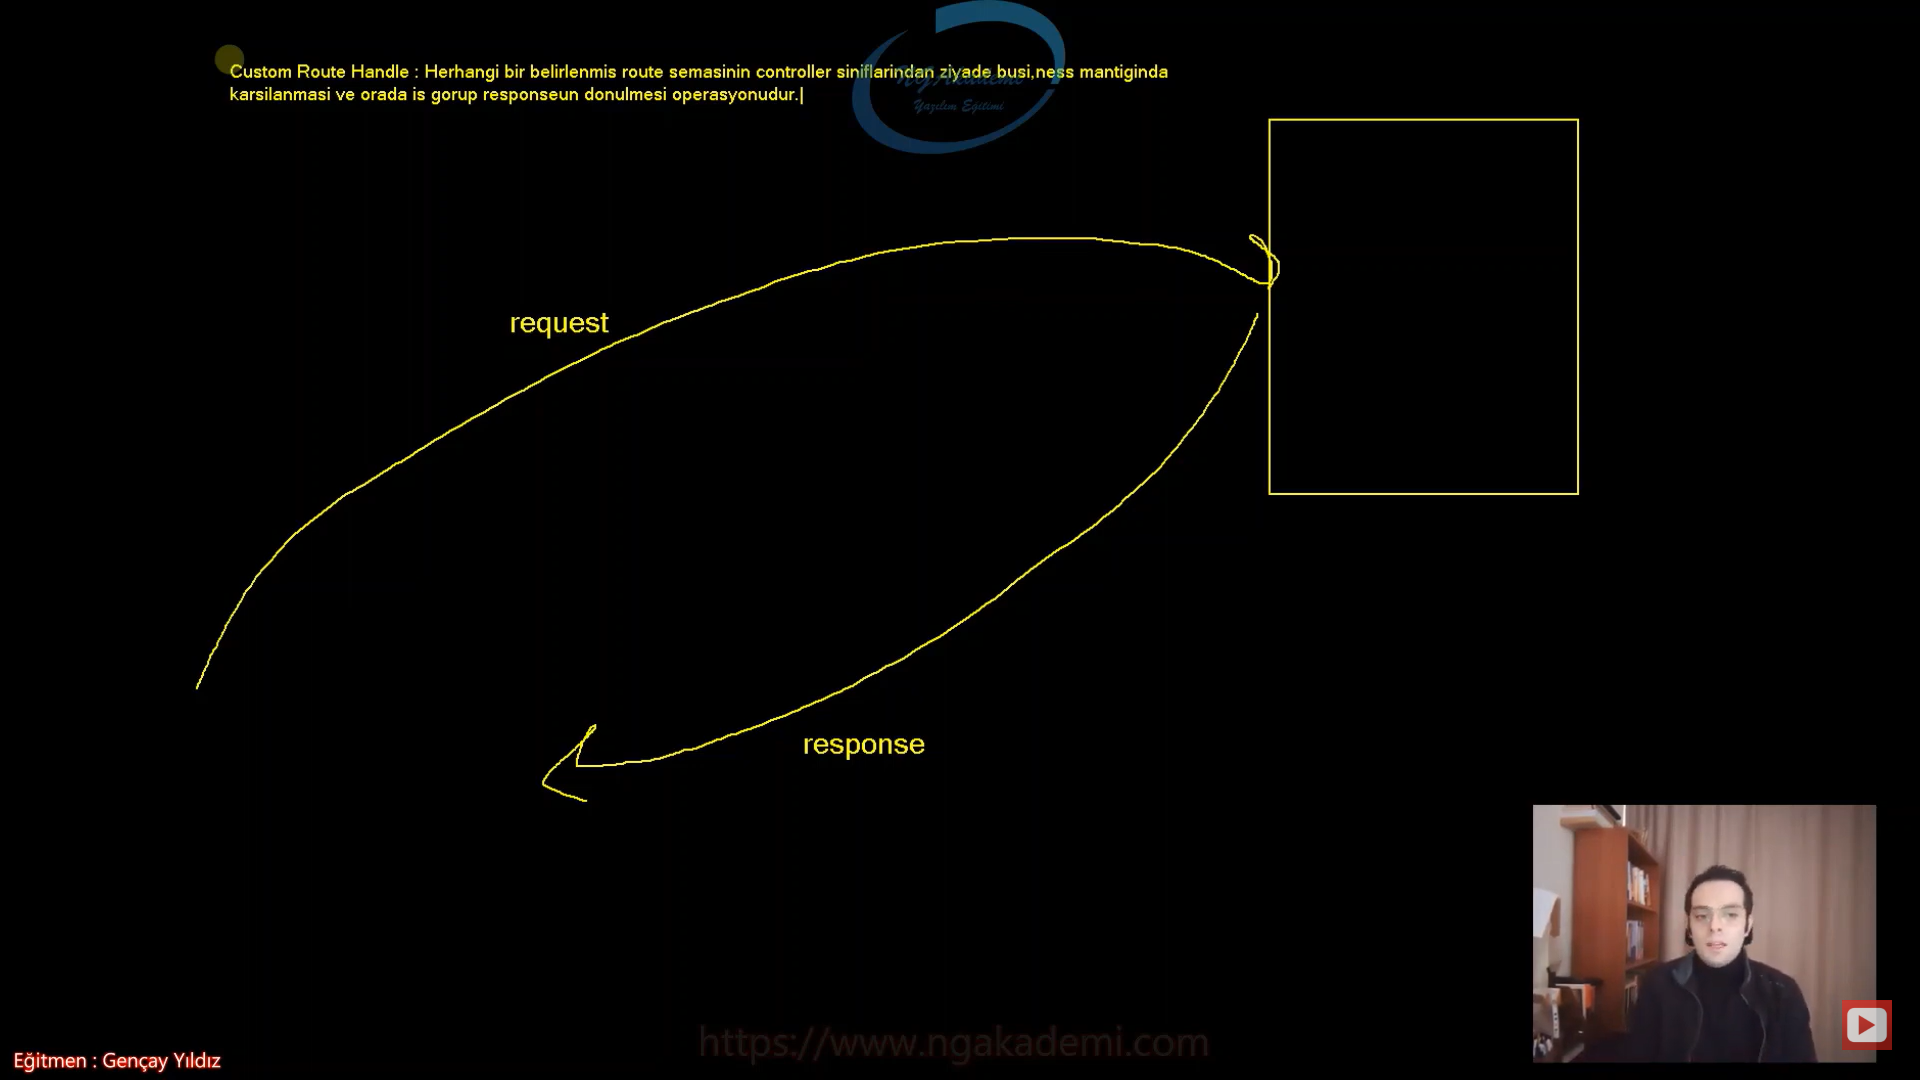 Custom Route Handle : Herhangi bir belirlenmis route semasinin controller siniflarindan ziyade busi,ness mantiginda
karsilanmasi ve orada is gorup responseun donulmesi operasyonudur.
NGAkademi
Yazılım Eğitimi
request
response
https://www.ngakademi.com
Eğitmen : Gençay Yıldız